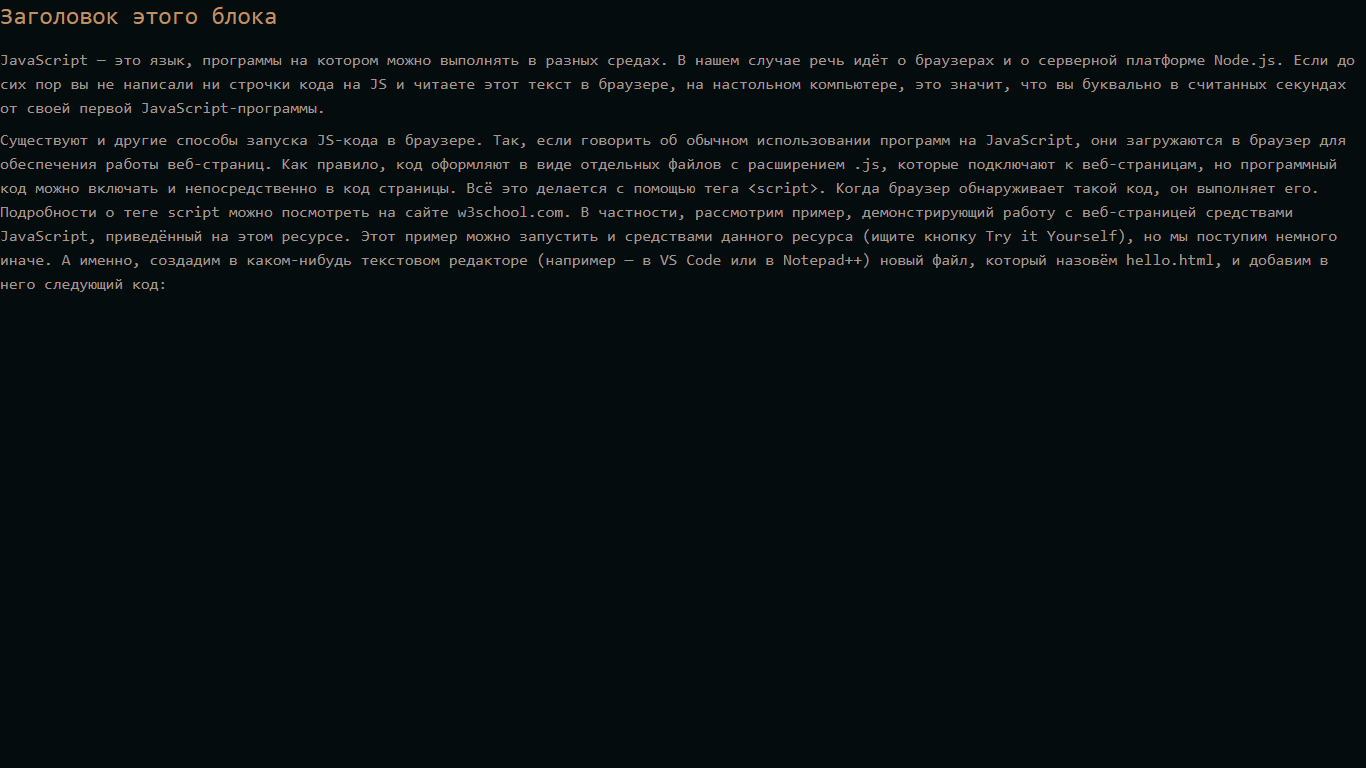 Заголовок этого блока
JavaScript — это язык, программы на котором можно выполнять в разных средах. В нашем случае речь идёт о браузерах и о серверной платформе Node.js. Если до
сих пор вы не написали ни строчки кода на JS и читаете этот текст в браузере, на настольном компьютере, это значит, что вы буквально в считанных секундах
от своей первой JavaScript-программы.
Существуют и другие способы запуска JS-кода в браузере. Так, если говорить об обычном использовании программ на JavaScript, они загружаются в браузер для
обеспечения работы веб-страниц. Как правило, код оформляют в виде отдельных файлов с расширением .js, которые подключают к веб-страницам, но программный
код можно включать и непосредственно в код страницы. Всё это делается с помощью тега <script>. Когда браузер обнаруживает такой код, он выполняет его.
Подробности о теге script можно посмотреть на сайте w3school.com. В частности, рассмотрим пример, демонстрирующий работу с веб-страницей средствами
JavaScript, приведённый на этом ресурсе. Этот пример можно запустить и средствами данного ресурса (ищите кнопку Try it Yourself), но мы поступим немного
иначе. А именно, создадим в каком-нибудь текстовом редакторе (например — в VS Code или в Notepad++) новый файл, который назовём hello.html, и добавим в
него следующий код: